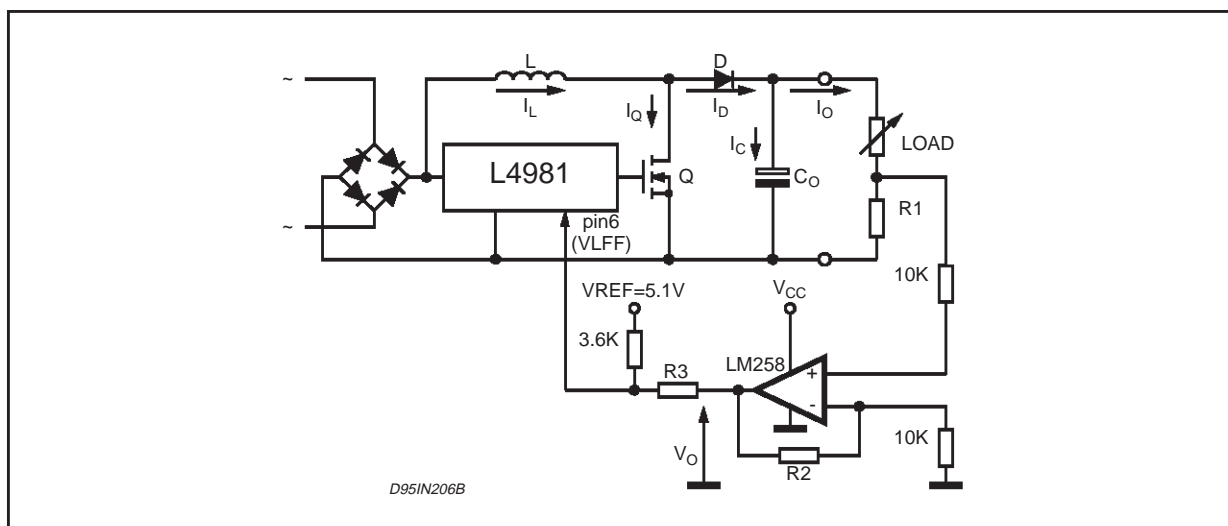 L
D
~
I_L
I_Q
I_D
I_O
I_C
LOAD
L4981
Q
C_O
R1
pin6
(VLFF)
~
VREF=5.1V
V_CC
10K
3.6K
LM258
R3
+
-
10K
V_O
R2
D95IN206B